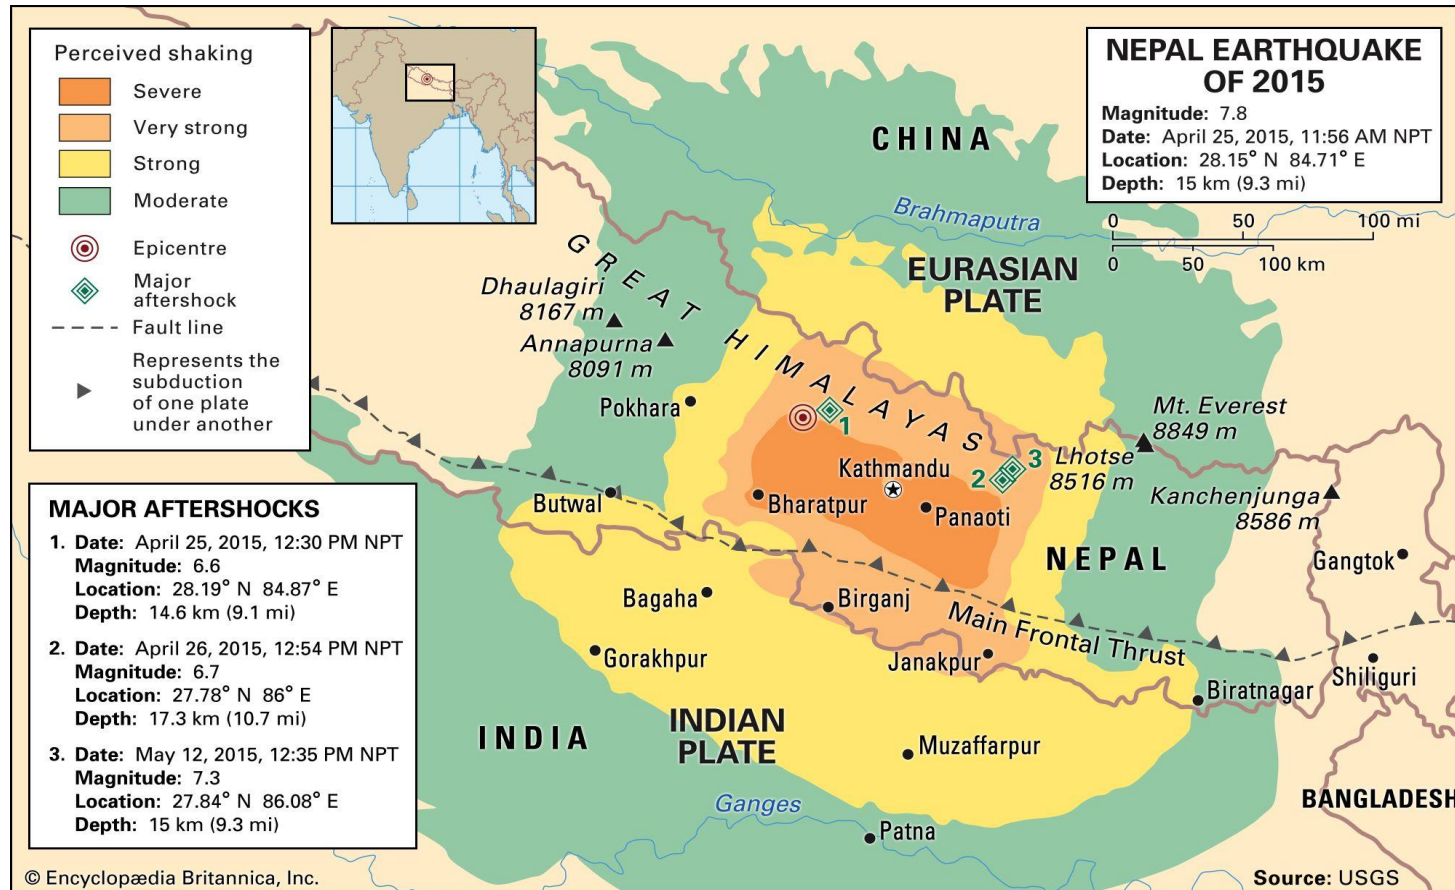 Perceived shaking
Severe
Very strong
Strong
Moderate
Epicentre
Major
aftershock
Fault line
Represents the
subduction
of one plate
under another
NEPAL EARTHQUAKE
OF 2015
Magnitude: 7.8
Date: April 25, 2015, 11:56 AM NPT
Location: 28.15° N 84.71° E
Depth: 15 km (9.3 mi)
0 50 100 mi
0 50 100 km
CHINA
Brahmaputra
EURASIAN
PLATE
GREAT HIMALAYAS
Dhaulagiri
8167 m
Annapurna
8091 m
Pokhara
1
Mt. Everest
8849 m
Lhotse
8516 m
Kanchenjunga
8586 m
Kathmandu
2
3
Butwal
Bharatpur
Panaoti
NEPAL
Gangtok
Bagaha
Birganj
Main Frontal Thrust
Gorakhpur
Janakpur
Biratnagar
Shiliguri
INDIA
INDIAN
PLATE
Muzaffarpur
Ganges
Patna
BANGLADESH
MAJOR AFTERSHOCKS
1. Date: April 25, 2015, 12:30 PM NPT
Magnitude: 6.6
Location: 28.19° N 84.87° E
Depth: 14.6 km (9.1 mi)
2. Date: April 26, 2015, 12:54 PM NPT
Magnitude: 6.7
Location: 27.78° N 86° E
Depth: 17.3 km (10.7 mi)
3. Date: May 12, 2015, 12:35 PM NPT
Magnitude: 7.3
Location: 27.84° N 86.08° E
Depth: 15 km (9.3 mi)
© Encyclopædia Britannica, Inc.
Source: USGS